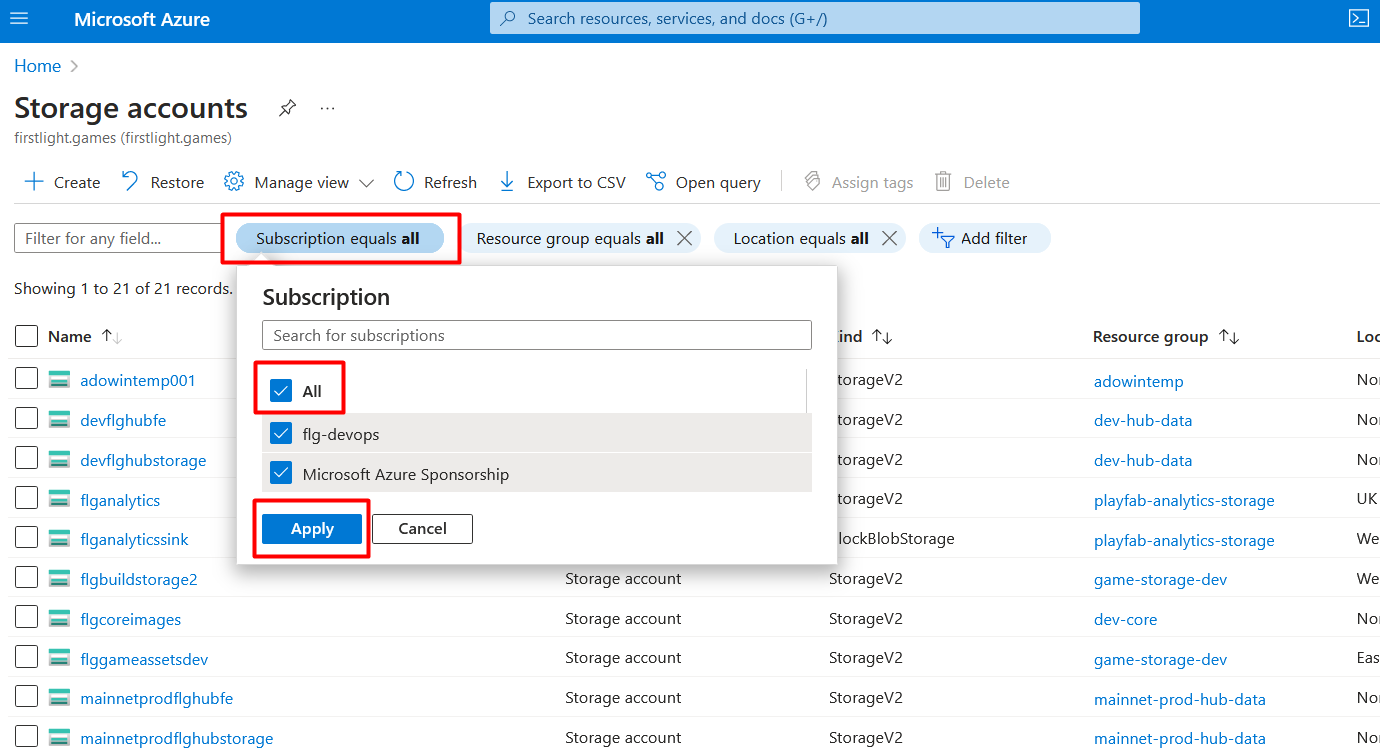 Microsoft Azure
Search resources, services, and docs (G+/)
Home
Storage accounts
firstlight.games (firstlight.games)
Create Restore Manage view Refresh Export to CSV Open query Assign tags Delete
Filter for any field... Subscription equals all Resource group equals all Location equals all Add filter
Showing 1 to 21 of 21 records.
Subscription
Search for subscriptions
All
flg-devops
Microsoft Azure Sponsorship
Apply Cancel
Name ind Resource group Loc
adowintemp001 torageV2 adowintemp Nor
devflghubfe torageV2 dev-hub-data Nor
devflghubstorage torageV2 dev-hub-data Nor
flganalytics torageV2 playfab-analytics-storage UK
flganalyticssink lockBlobStorage playfab-analytics-storage We
flgbuildstorage2 Storage account StorageV2 game-storage-dev We
flgcoreimages Storage account StorageV2 dev-core Nor
flggameassetsdev Storage account StorageV2 game-storage-dev Eas
mainnetprodflghubfe Storage account StorageV2 mainnet-prod-hub-data Nor
mainnetprodflghubstorage Storage account StorageV2 mainnet-prod-hub-data Nor